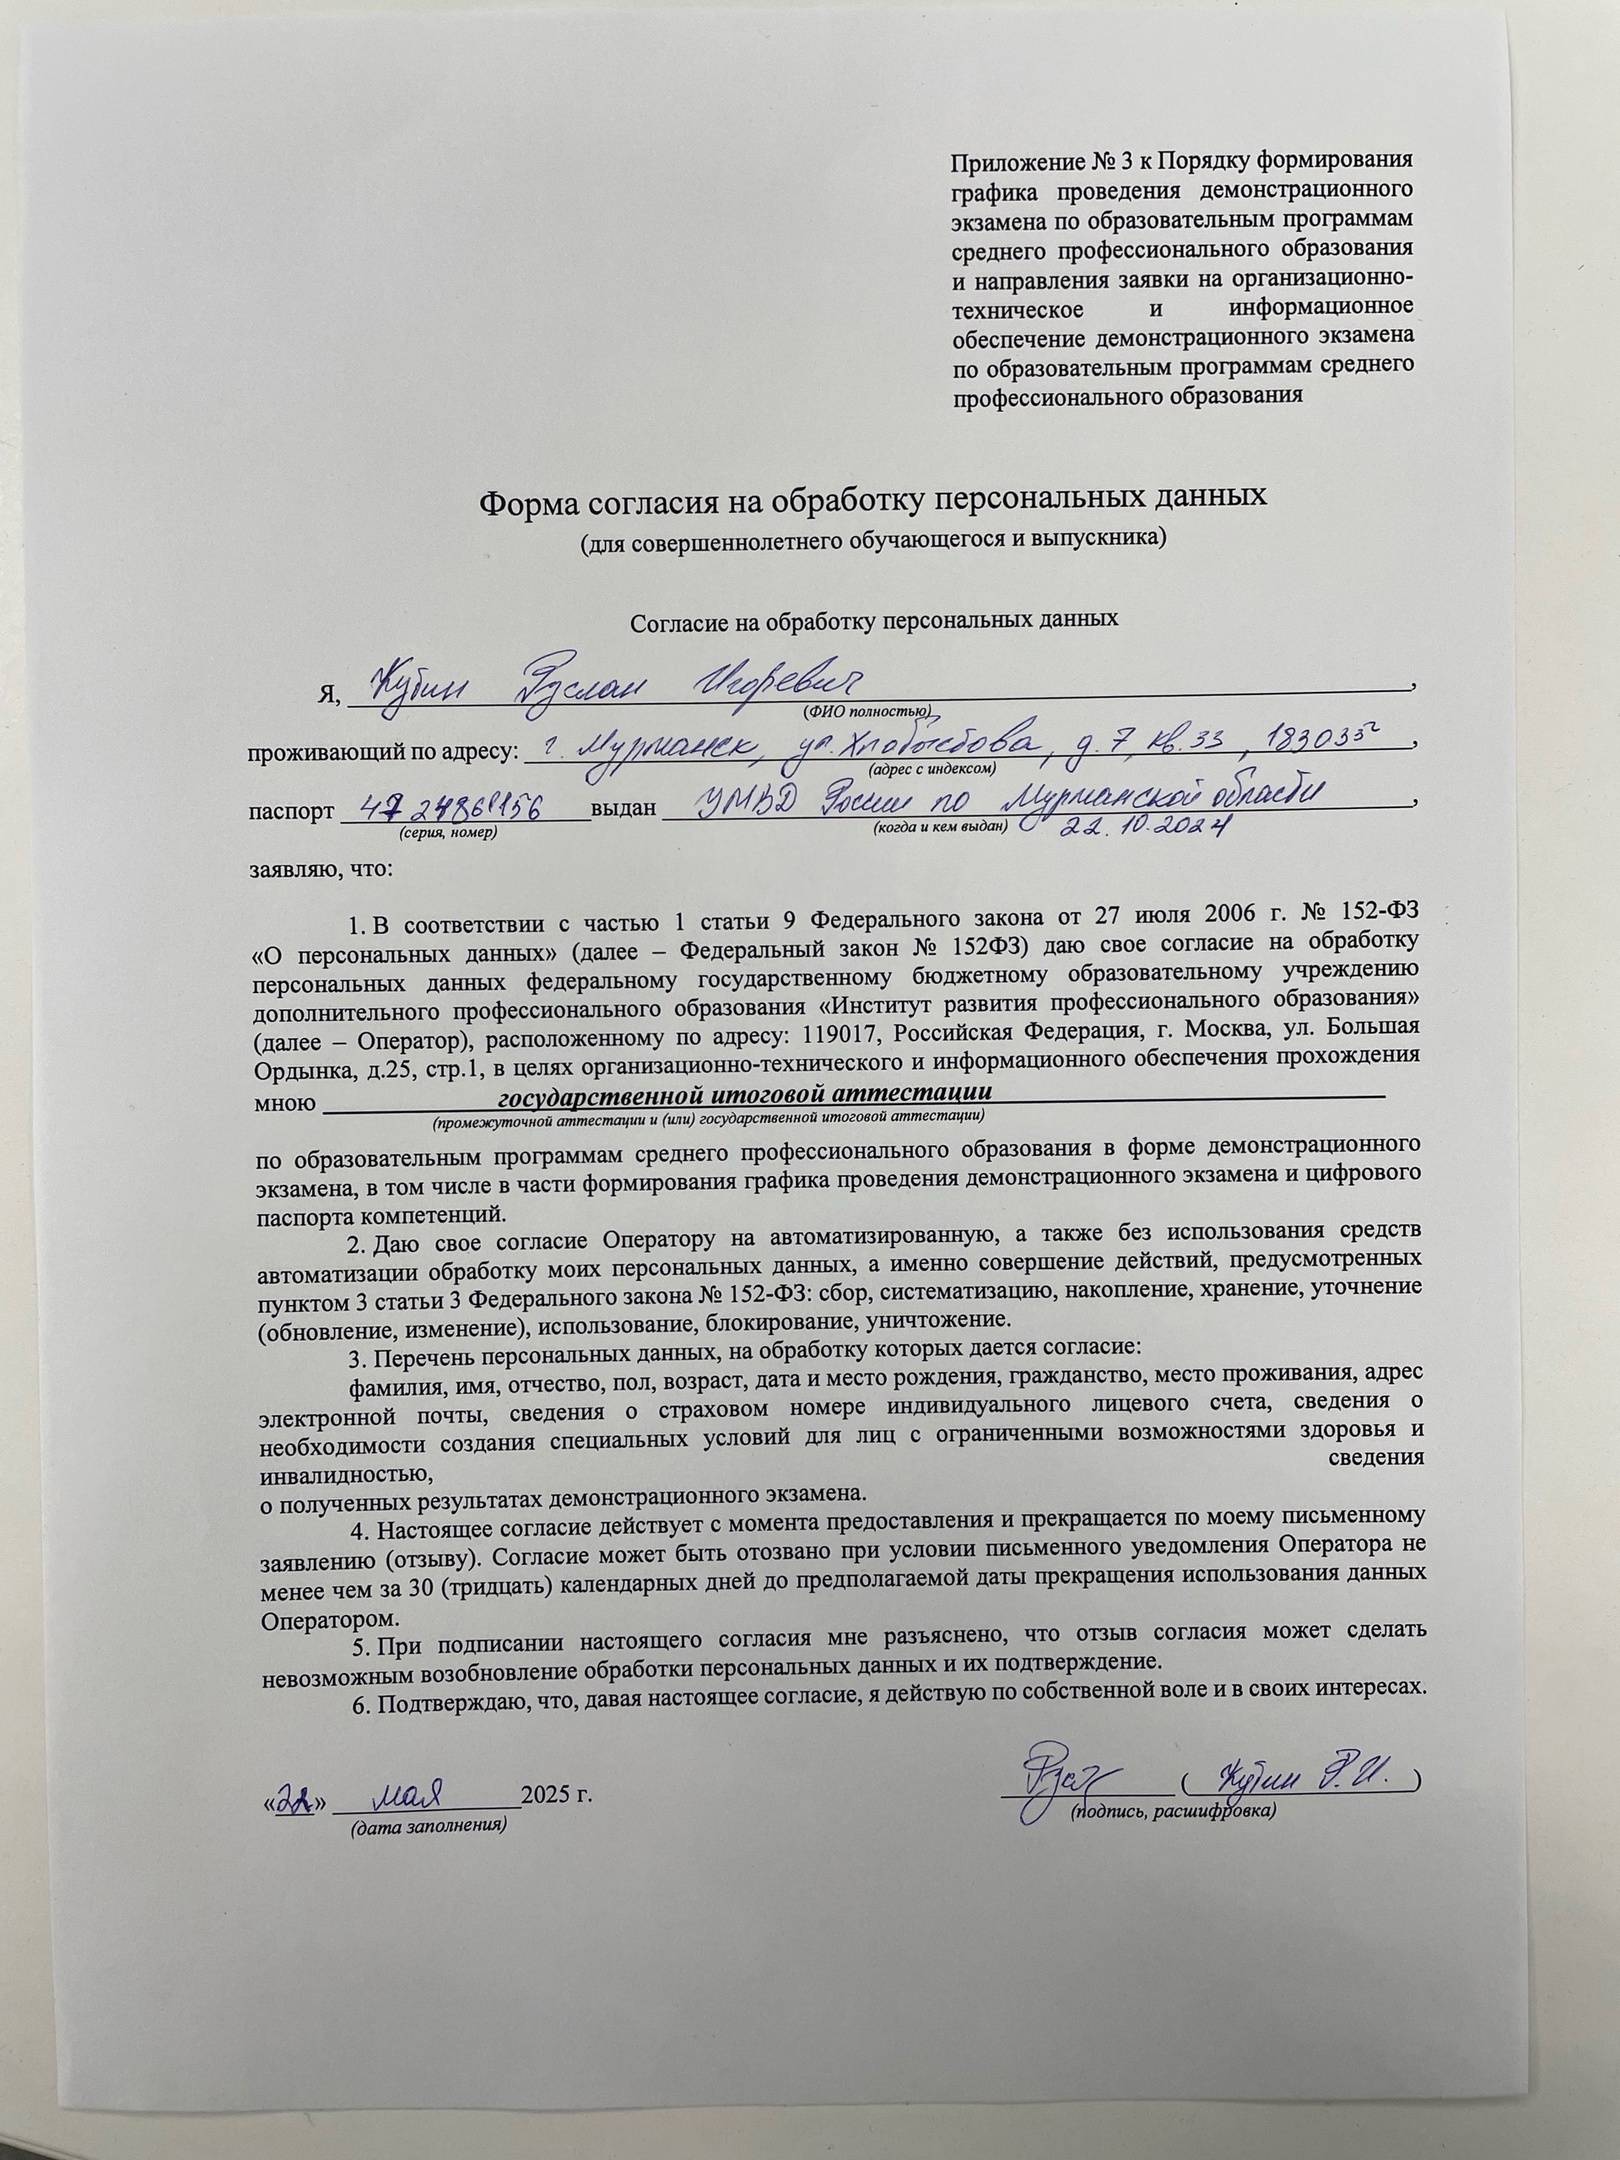 Приложение № 3 к Порядку формирования
графика проведения демонстрационного
экзамена по образовательным программам
среднего профессионального образования
и направления заявки на организационно-
техническое и информационное
обеспечение демонстрационного экзамена
по образовательным программам среднего
профессионального образования
Форма согласия на обработку персональных данных
(для совершеннолетнего обучающегося и выпускника)
Согласие на обработку персональных данных
Я, Кубин Руслан Игоревич,
(ФИО полностью)
проживающий по адресу: г. Мурманск, ул. д. 7, кв. 33,
(адрес с индексом)
паспорт выдан УМВД России по Мурманской области,
(серия, номер) (когда и кем выдан) 22.10.2024
заявляю, что:
1. В соответствии с частью 1 статьи 9 Федерального закона от 27 июля 2006 г. № 152-ФЗ
«О персональных данных» (далее – Федеральный закон № 152ФЗ) даю свое согласие на обработку
персональных данных федеральному государственному бюджетному образовательному учреждению
дополнительного профессионального образования «Институт развития профессионального образования»
(далее – Оператор), расположенному по адресу: 119017, Российская Федерация, г. Москва, ул. Большая
Ордынка, д.25, стр.1, в целях организационно-технического и информационного обеспечения прохождения
мною государственной итоговой аттестации
(промежуточной аттестации и (или) государственной итоговой аттестации)
по образовательным программам среднего профессионального образования в форме демонстрационного
экзамена, в том числе в части формирования графика проведения демонстрационного экзамена и цифрового
паспорта компетенций.
2. Даю свое согласие Оператору на автоматизированную, а также без использования средств
автоматизации обработку моих персональных данных, а именно совершение действий, предусмотренных
пунктом 3 статьи 3 Федерального закона № 152-ФЗ: сбор, систематизацию, накопление, хранение, уточнение
(обновление, изменение), использование, блокирование, уничтожение.
3. Перечень персональных данных, на обработку которых дается согласие:
фамилия, имя, отчество, пол, возраст, дата и место рождения, гражданство, место проживания, адрес
электронной почты, сведения о страховом номере индивидуального лицевого счета, сведения о
необходимости создания специальных условий для лиц с ограниченными возможностями здоровья и
инвалидностью, сведения
о полученных результатах демонстрационного экзамена.
4. Настоящее согласие действует с момента предоставления и прекращается по моему письменному
заявлению (отзыву). Согласие может быть отозвано при условии письменного уведомления Оператора не
менее чем за 30 (тридцать) календарных дней до предполагаемой даты прекращения использования данных
Оператором.
5. При подписании настоящего согласия мне разъяснено, что отзыв согласия может сделать
невозможным возобновление обработки персональных данных и их подтверждение.
6. Подтверждаю, что, давая настоящее согласие, я действую по собственной воле и в своих интересах.
«22» мая 2025 г. (Кубин Р.И.)
(дата заполнения) (подпись, расшифровка)